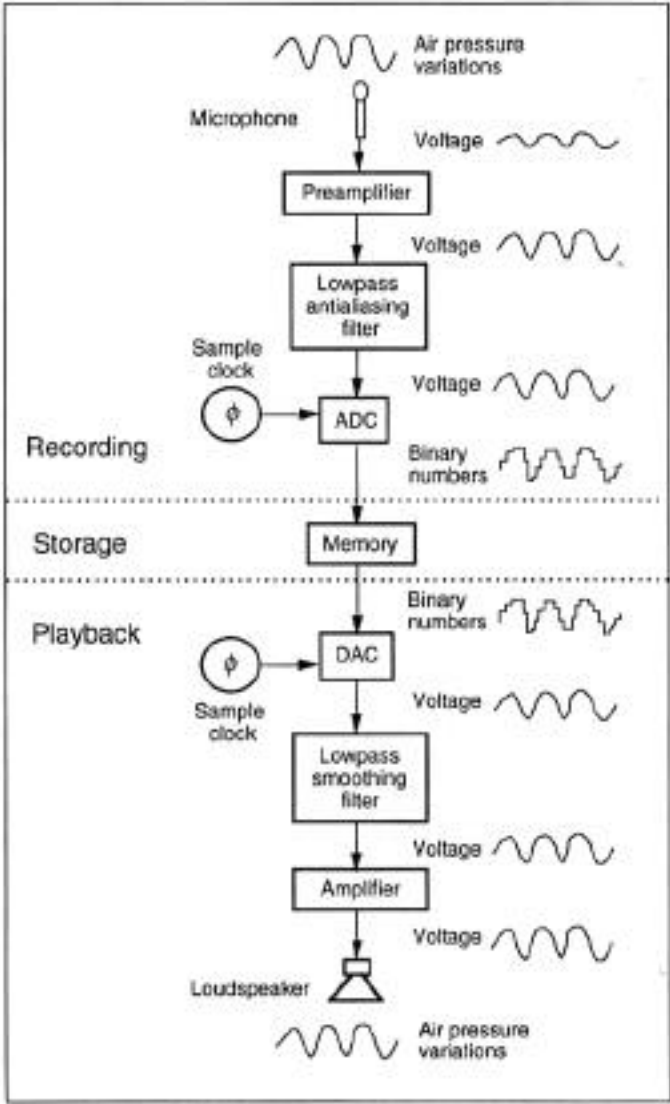 Air pressure
variations
Microphone
Voltage
Preamplifier
Voltage
Lowpass
antialiasing
filter
Sample
clock
Voltage
ϕ
ADC
Recording
Binary
numbers
Storage
Memory
Playback
Binary
numbers
ϕ
DAC
Sample
clock
Voltage
Lowpass
smoothing
filter
Voltage
Amplifier
Voltage
Loudspeaker
Air pressure
variations